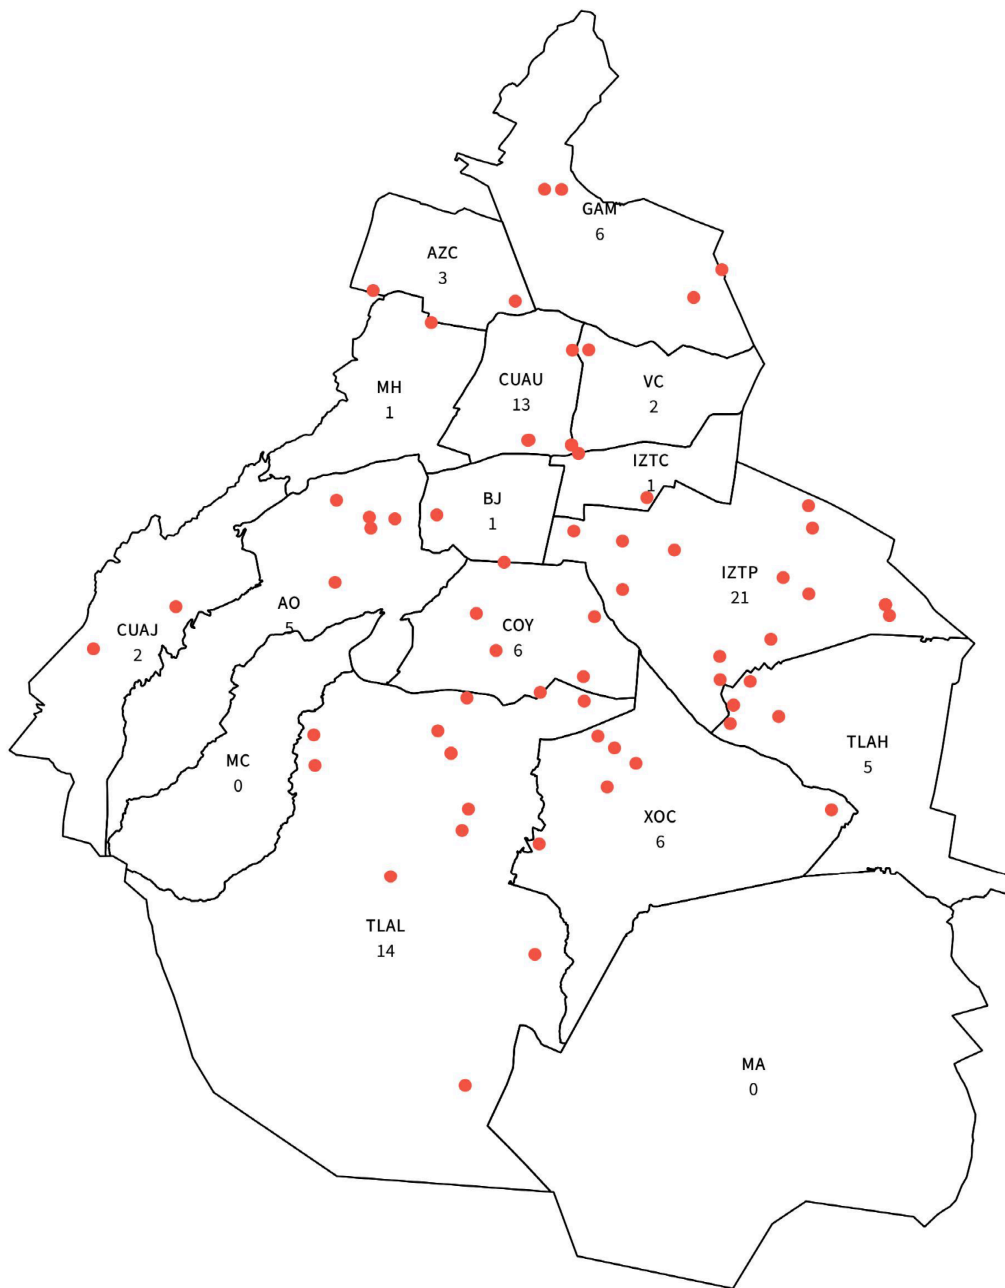 GAM
6
AZC
3
MH
1
CUAU
13
VC
2
IZTC
1
BJ
1
IZTP
21
AO
5
COY
6
CUAJ
2
TLAH
5
MC
0
XOC
6
TLAL
14
MA
0